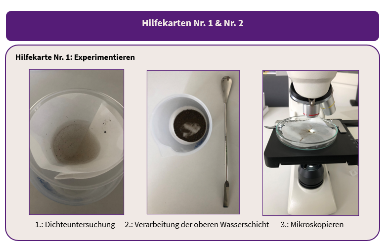 Hilfekarten Nr. 1 & Nr. 2
Hilfekarte Nr. 1: Experimentieren
1.: Dichteuntersuchung 2.: Verarbeitung der oberen Wasserschicht 3.: Mikroskopieren